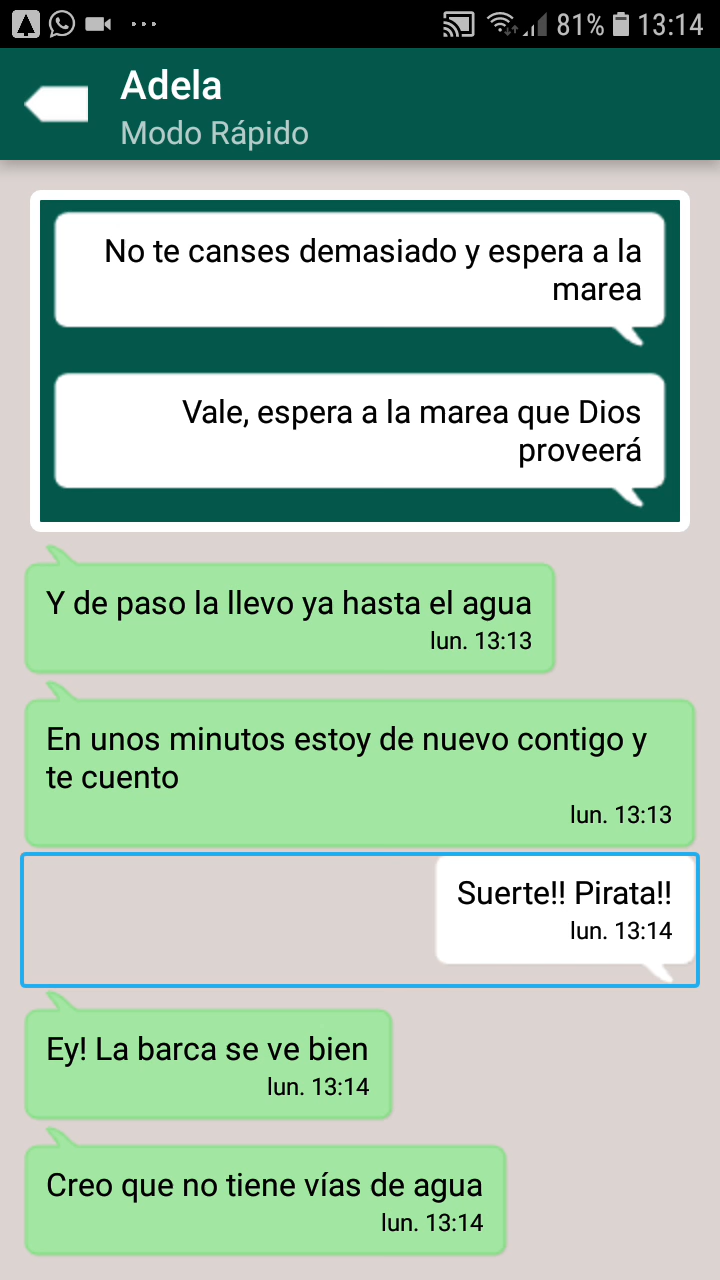 81% 13:14
Adela
Modo Rápido
No te canses demasiado y espera a la
marea
Vale, espera a la marea que Dios
proveerá
Y de paso la llevo ya hasta el agua
lun. 13:13
En unos minutos estoy de nuevo contigo y
te cuento
lun. 13:13
Suerte!! Pirata!!
lun. 13:14
Ey! La barca se ve bien
lun. 13:14
Creo que no tiene vías de agua
lun. 13:14